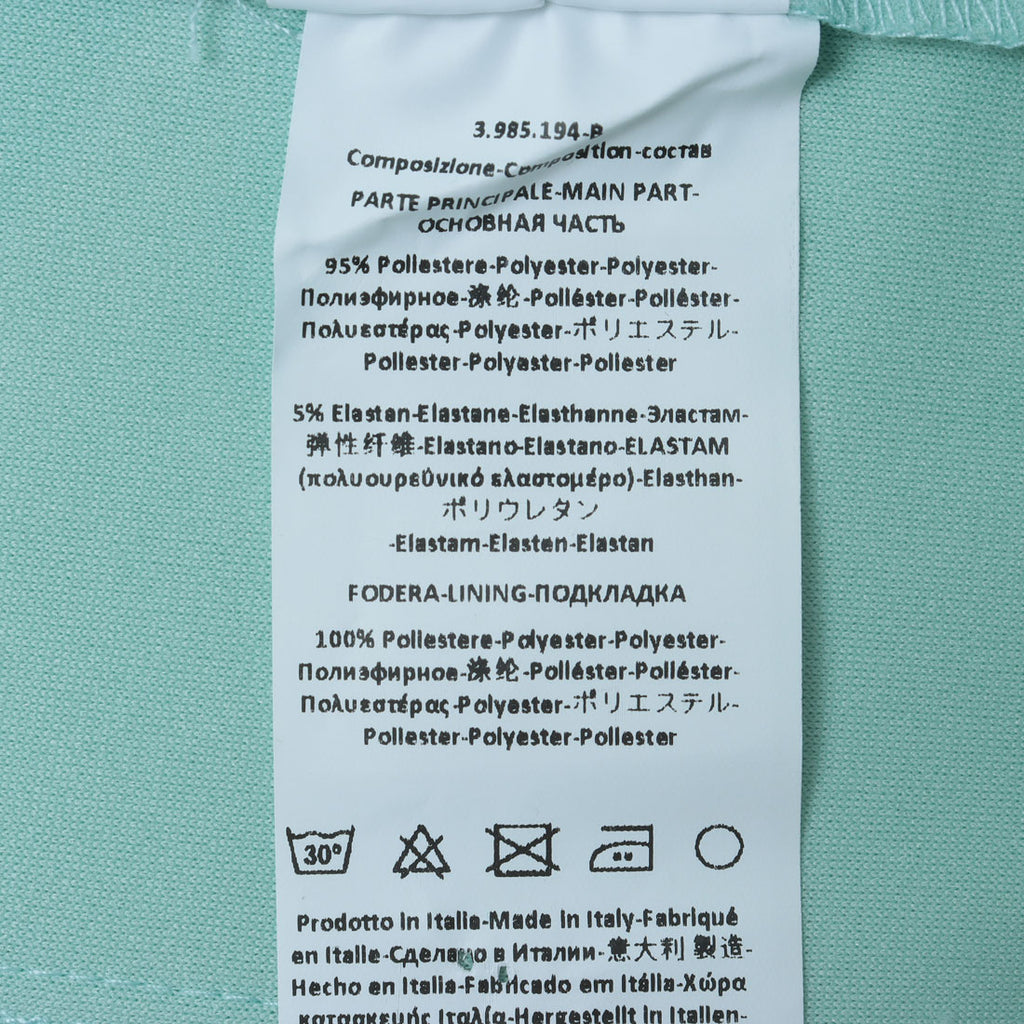 3.985.194-B
Composizione-Composition-состав
PARTE PRINCIPALE-MAIN PART-
ОСНОВНАЯ ЧАСТЬ
95% Poliestere-Polyester-Polyester-
Полиэфирное-涤纶-Poliéster-Poliéster-
Πολυεστέρας-Polyester-ポリエステル-
Poliester-Polyester-Poliester
5% Elastan-Elastane-Elasthanne-Эластам-
弹性纤维-Elastano-Elastano-ELASTAM
(πολυουρεϋνικό ελαστομέρο)-Elasthan-
ポリウレタン
-Elastam-Elasten-Elastan
FODERA-LINING-ПОДКЛАДКА
100% Poliestere-Polyester-Polyester-
Полиэфирное-涤纶-Poliéster-Poliéster-
Πολυεστέρας-Polyester-ポリエステル-
Poliester-Polyester-Poliester
30°
Prodotto in Italia-Made in Italy-Fabriqué
en Italie-Сделано в Италии-意大利 製造-
Hecho en Italia-Fabricado em Itália-Χώρα
κατασκευής Ιταλία-Hergestellt in Italien-